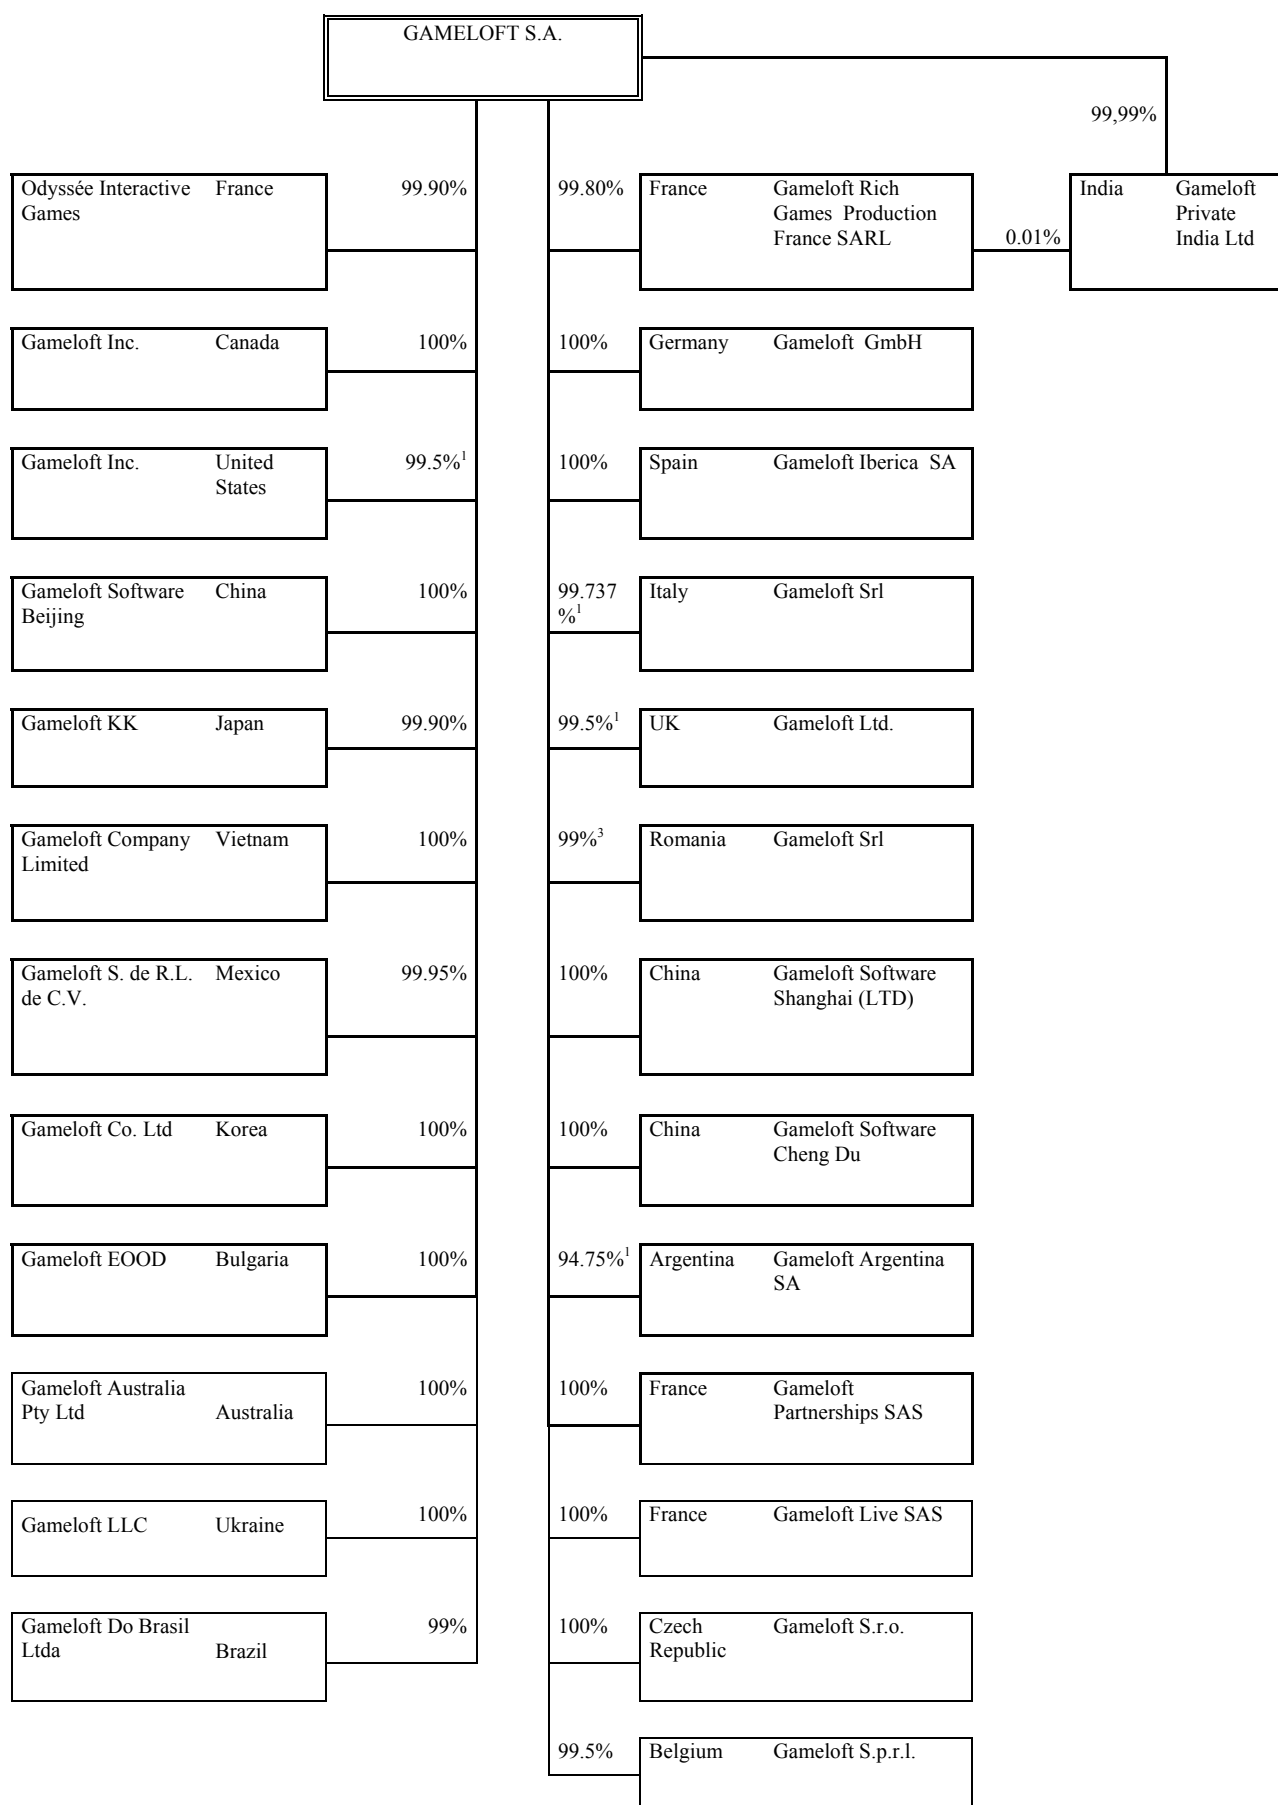 GAMELOFT S.A.
99,99%
Odyssée Interactive Games
France
99.90%
99.80%
France
Gameloft Rich
Games Production
France SARL
0.01%
India
Gameloft
Private
India Ltd
Gameloft Inc.
Canada
100%
100%
Germany
Gameloft GmbH
Gameloft Inc.
United
States
99.5%1
100%
Spain
Gameloft Iberica SA
Gameloft Software
Beijing
China
100%
99.737
%1
Italy
Gameloft Srl
Gameloft KK
Japan
99.90%
99.5%1
UK
Gameloft Ltd.
Gameloft Company
Limited
Vietnam
100%
99%3
Romania
Gameloft Srl
Gameloft S. de R.L.
de C.V.
Mexico
99.95%
100%
China
Gameloft Software
Shanghai (LTD)
Gameloft Co. Ltd
Korea
100%
100%
China
Gameloft Software
Cheng Du
Gameloft EOOD
Bulgaria
100%
94.75%1
Argentina
Gameloft Argentina
SA
Gameloft Australia
Pty Ltd
Australia
100%
100%
France
Gameloft
Partnerships SAS
Gameloft LLC
Ukraine
100%
100%
France
Gameloft Live SAS
Gameloft Do Brasil
Ltda
Brazil
99%
100%
Czech
Republic
Gameloft S.r.o.
99.5%
Belgium
Gameloft S.p.r.l.